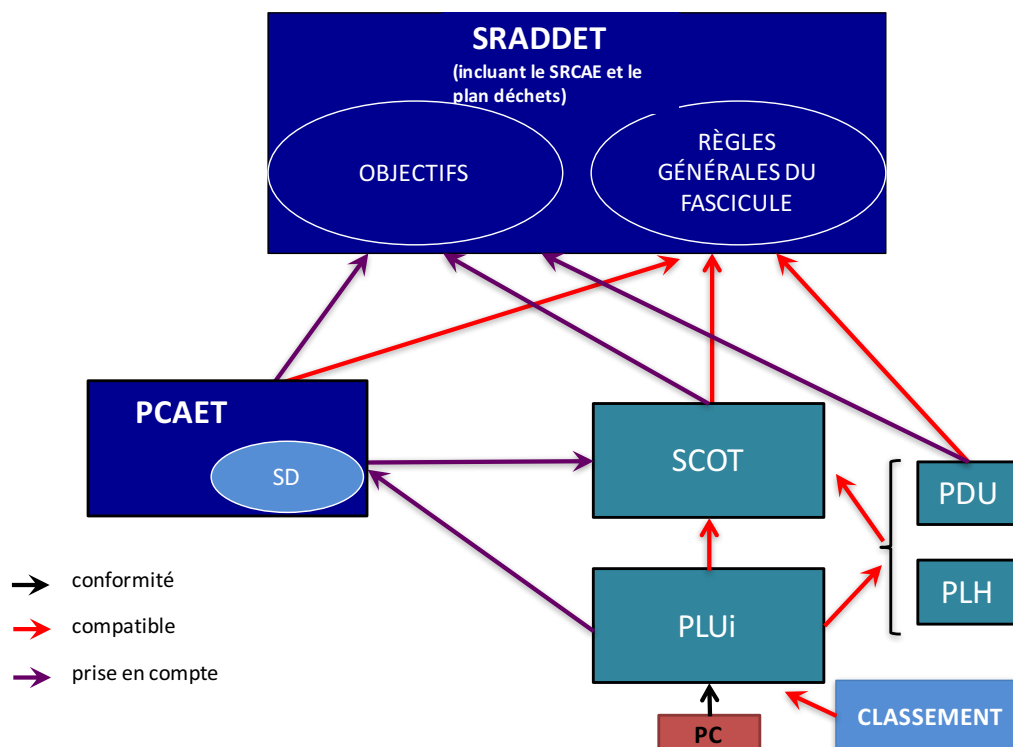 SRADDET
(incluant le SRCAE et le
plan déchets)
OBJECTIFS
RÈGLES
GÉNÉRALES DU
FASCICULE
PCAET
SD
SCOT
PDU
PLH
PLUi
conformité
compatible
prise en compte
CLASSEMENT
PC